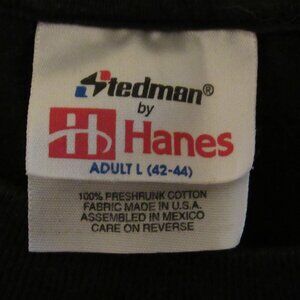 Stedman®
by
H Hanes
ADULT L (42-44)
100% PRESHRUNK COTTON
FABRIC MADE IN U.S.A.
ASSEMBLED IN MEXICO
CARE ON REVERSE